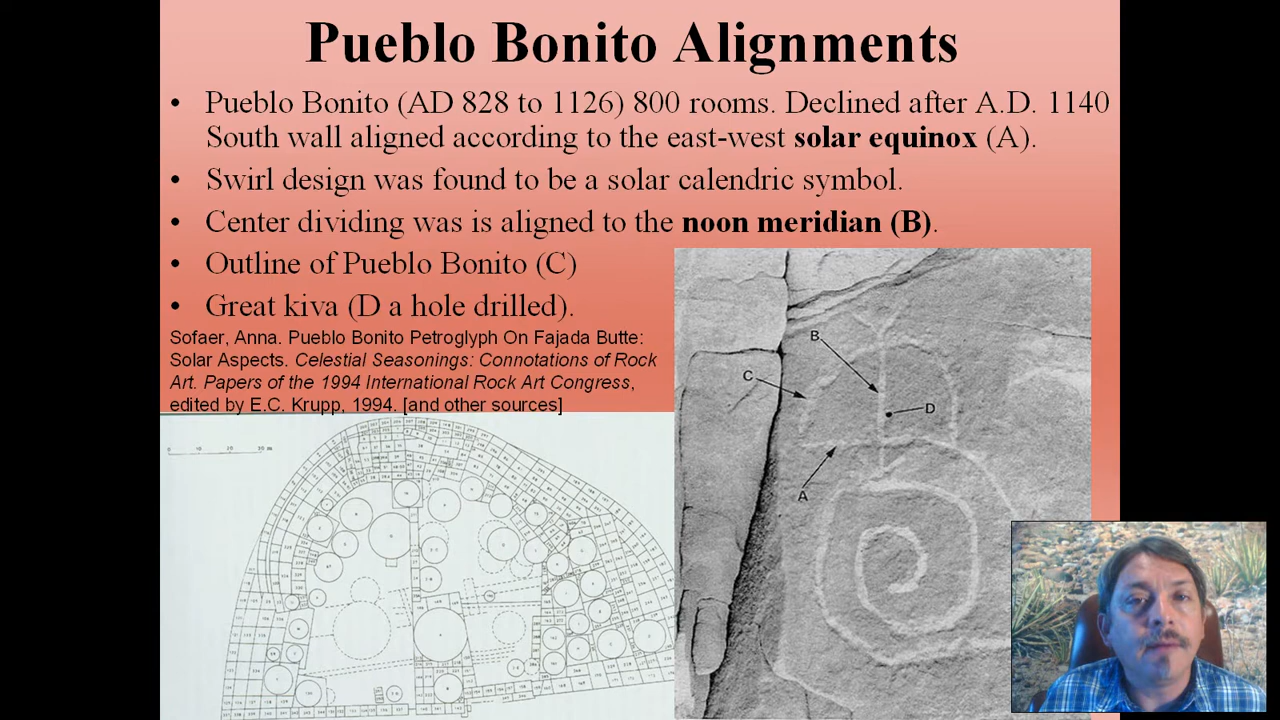 Pueblo Bonito Alignments
• Pueblo Bonito (AD 828 to 1126) 800 rooms. Declined after A.D. 1140
South wall aligned according to the east-west solar equinox (A).
• Swirl design was found to be a solar calendric symbol.
• Center dividing was is aligned to the noon meridian (B).
• Outline of Pueblo Bonito (C)
• Great kiva (D a hole drilled).
Sofaer, Anna. Pueblo Bonito Petroglyph On Fajada Butte:
Solar Aspects. Celestial Seasonings: Connotations of Rock
Art. Papers of the 1994 International Rock Art Congress,
edited by E.C. Krupp, 1994. [and other sources]
B
C
D
A